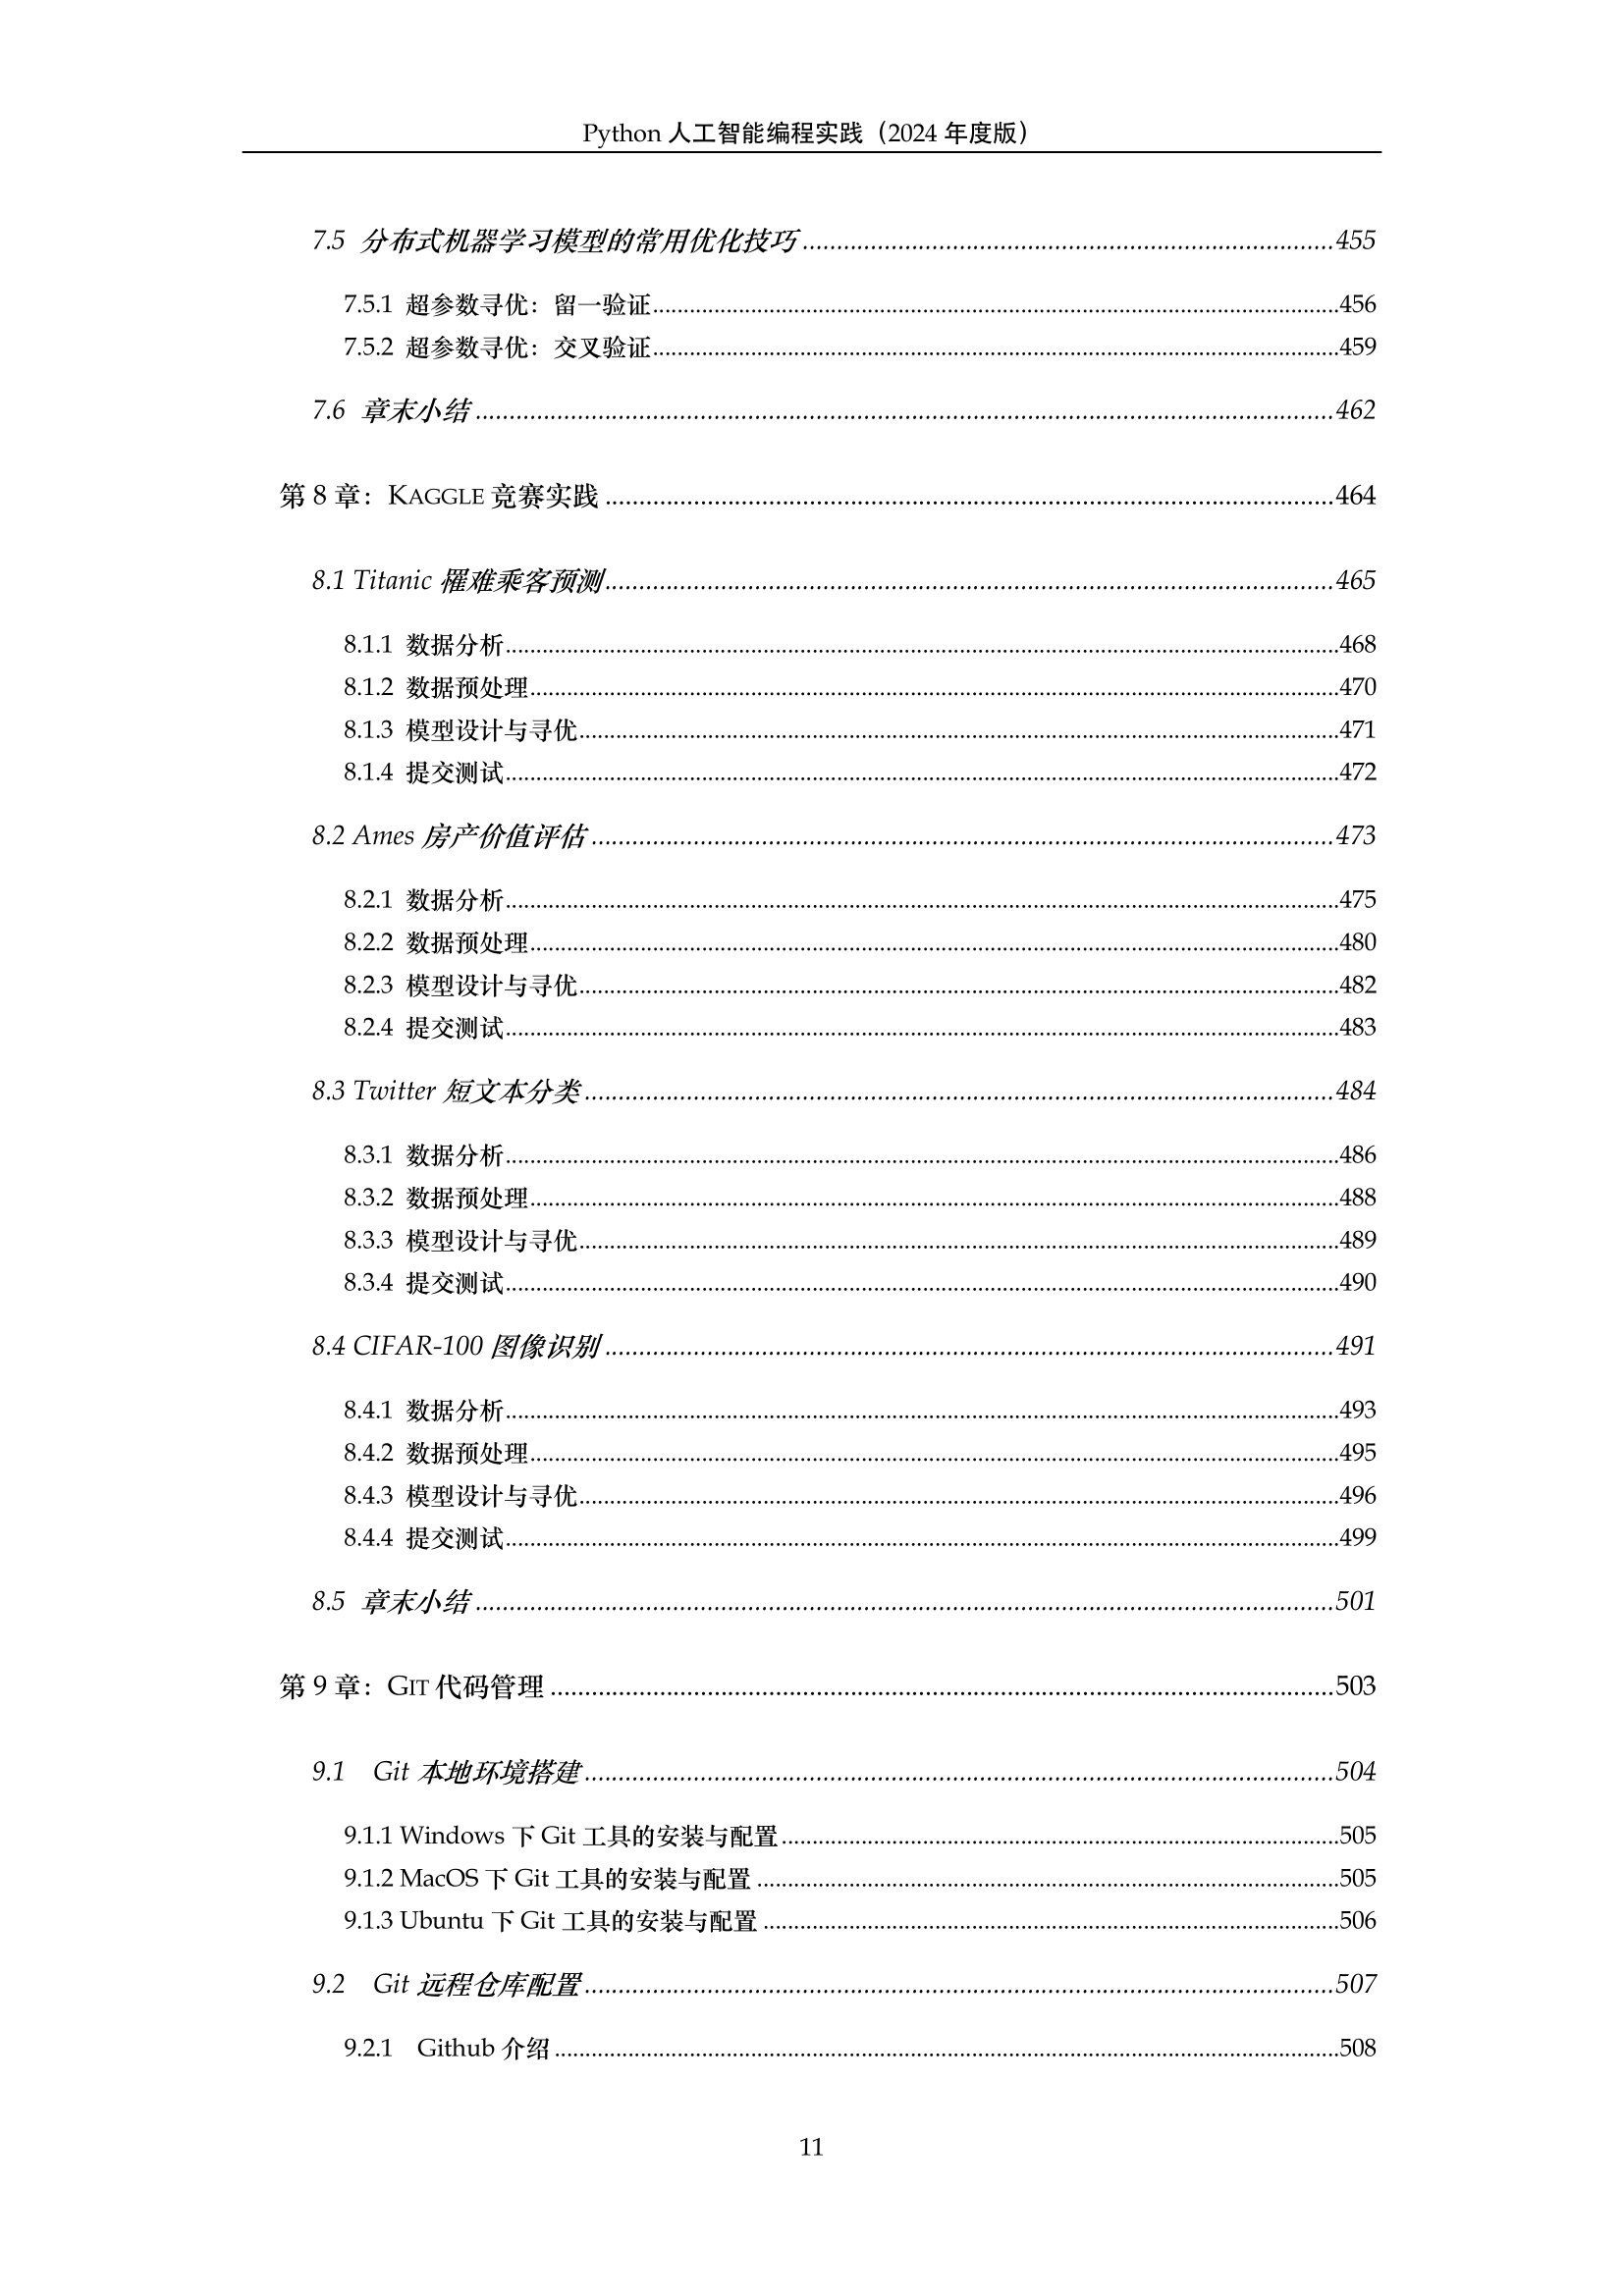 Python 人工智能编程实践（2024 年度版）
7.5 分布式机器学习模型的常用优化技巧....................455
7.5.1 超参数寻优：留一验证....................456
7.5.2 超参数寻优：交叉验证....................459
7.6 章末小结....................462
第 8 章：KAGGLE 竞赛实践....................464
8.1 Titanic 罹难乘客预测....................465
8.1.1 数据分析....................468
8.1.2 数据预处理....................470
8.1.3 模型设计与寻优....................471
8.1.4 提交测试....................472
8.2 Ames 房产价值评估....................473
8.2.1 数据分析....................475
8.2.2 数据预处理....................480
8.2.3 模型设计与寻优....................482
8.2.4 提交测试....................483
8.3 Twitter 短文本分类....................484
8.3.1 数据分析....................486
8.3.2 数据预处理....................488
8.3.3 模型设计与寻优....................489
8.3.4 提交测试....................490
8.4 CIFAR-100 图像识别....................491
8.4.1 数据分析....................493
8.4.2 数据预处理....................495
8.4.3 模型设计与寻优....................496
8.4.4 提交测试....................499
8.5 章末小结....................501
第 9 章：GIT 代码管理....................503
9.1 Git 本地环境搭建....................504
9.1.1 Windows 下 Git 工具的安装与配置....................505
9.1.2 MacOS 下 Git 工具的安装与配置....................505
9.1.3 Ubuntu 下 Git 工具的安装与配置....................506
9.2 Git 远程仓库配置....................507
9.2.1 Github 介绍....................508
11